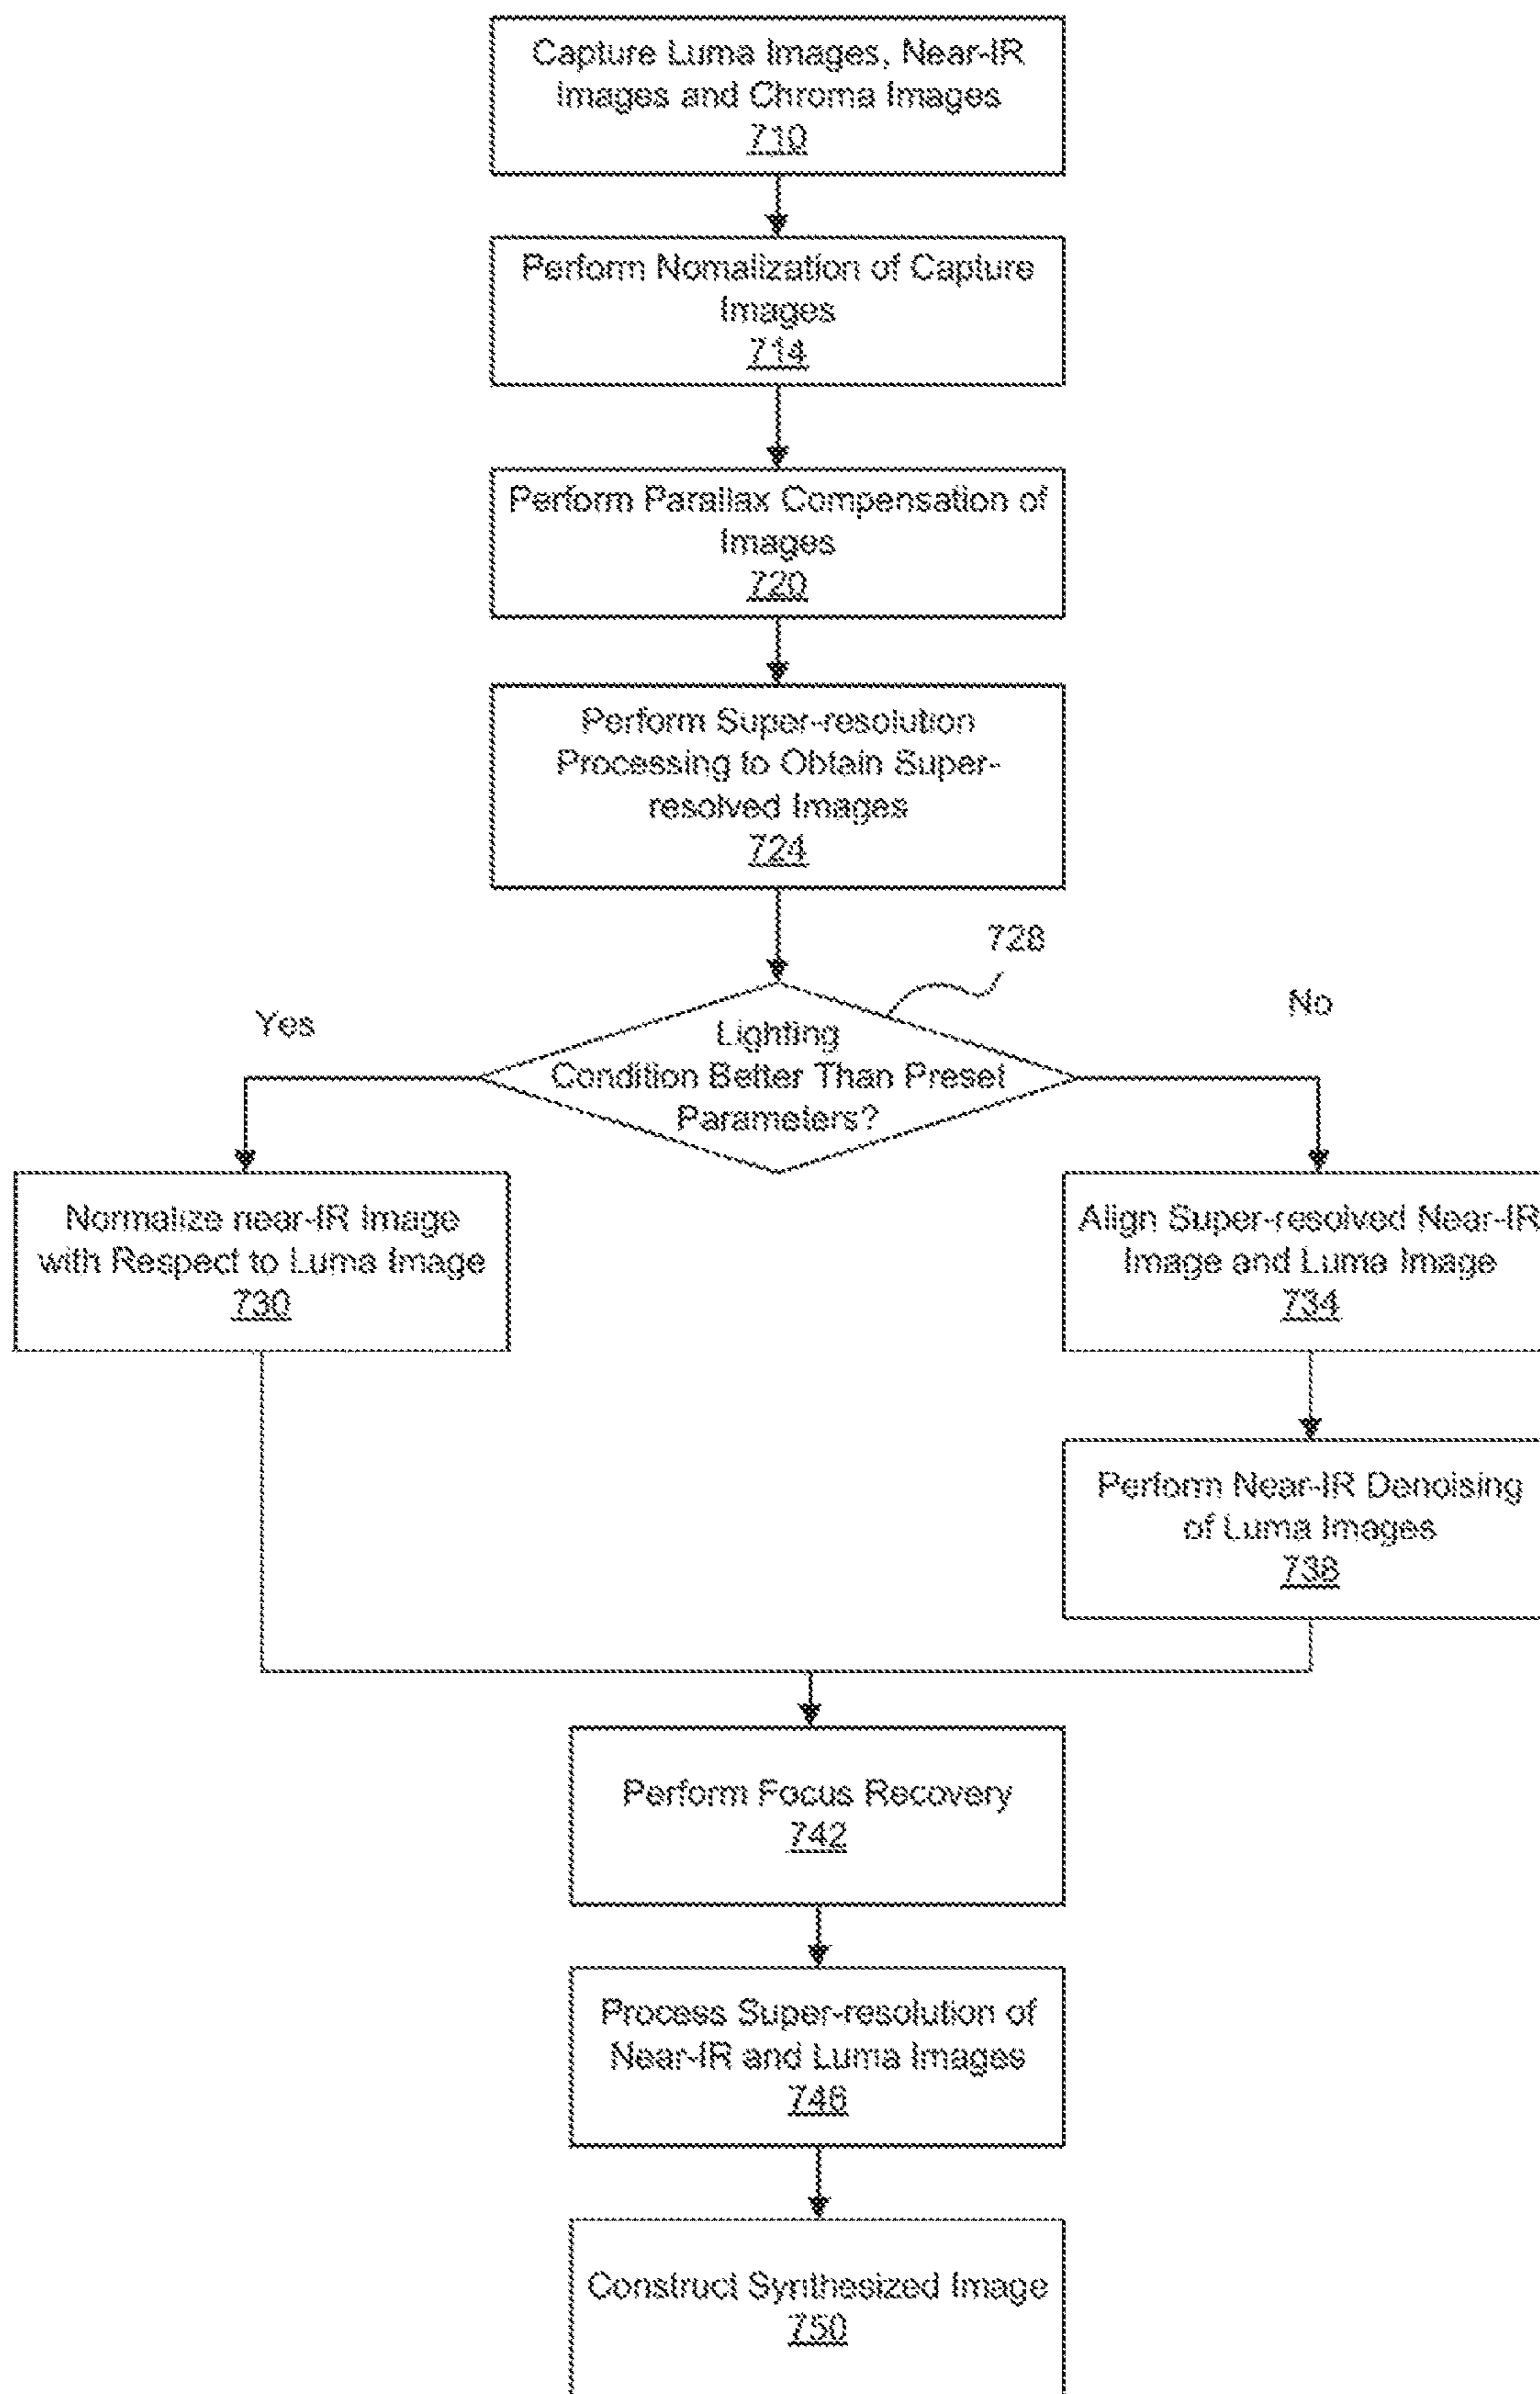 Capture Luma Images, Near-IR
Images and Chroma Images
710
Perform Nomalization of Capture
Images
714
Perform Parallax Compensation of
Images
720
Perform Super-resolution
Processing to Obtain Super-
resolved Images
724
728
Yes
No
Lighting
Condition Better Than Preset
Parameters?
Normalize near-IR Image
with Respect to Luma Image
730
Align Super-resolved Near-IR
Image and Luma Image
734
Perform Near-IR Denoising
of Luma Images
738
Perform Focus Recovery
742
Process Super-resolution of
Near-IR and Luma Images
746
Construct Synthesized Image
750